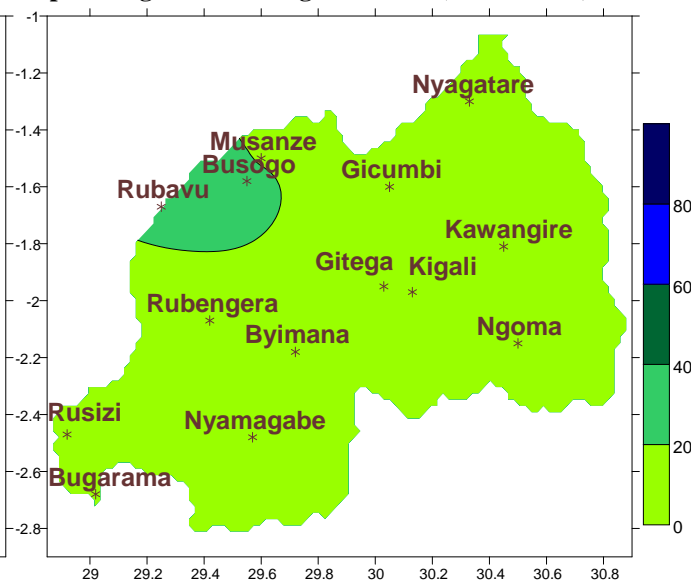 -1
-1.2
-1.4
-1.6
-1.8
-2
-2.2
-2.4
-2.6
-2.8
Nyagatare
Musanze
Busogo
Gicumbi
Rubavu
Kawangire
Gitega
Kigali
Rubengera
Byimana
Ngoma
Rusizi
Nyamagabe
Bugarama
29 29.2 29.4 29.6 29.8 30 30.2 30.4 30.6 30.8
80
60
40
20
0